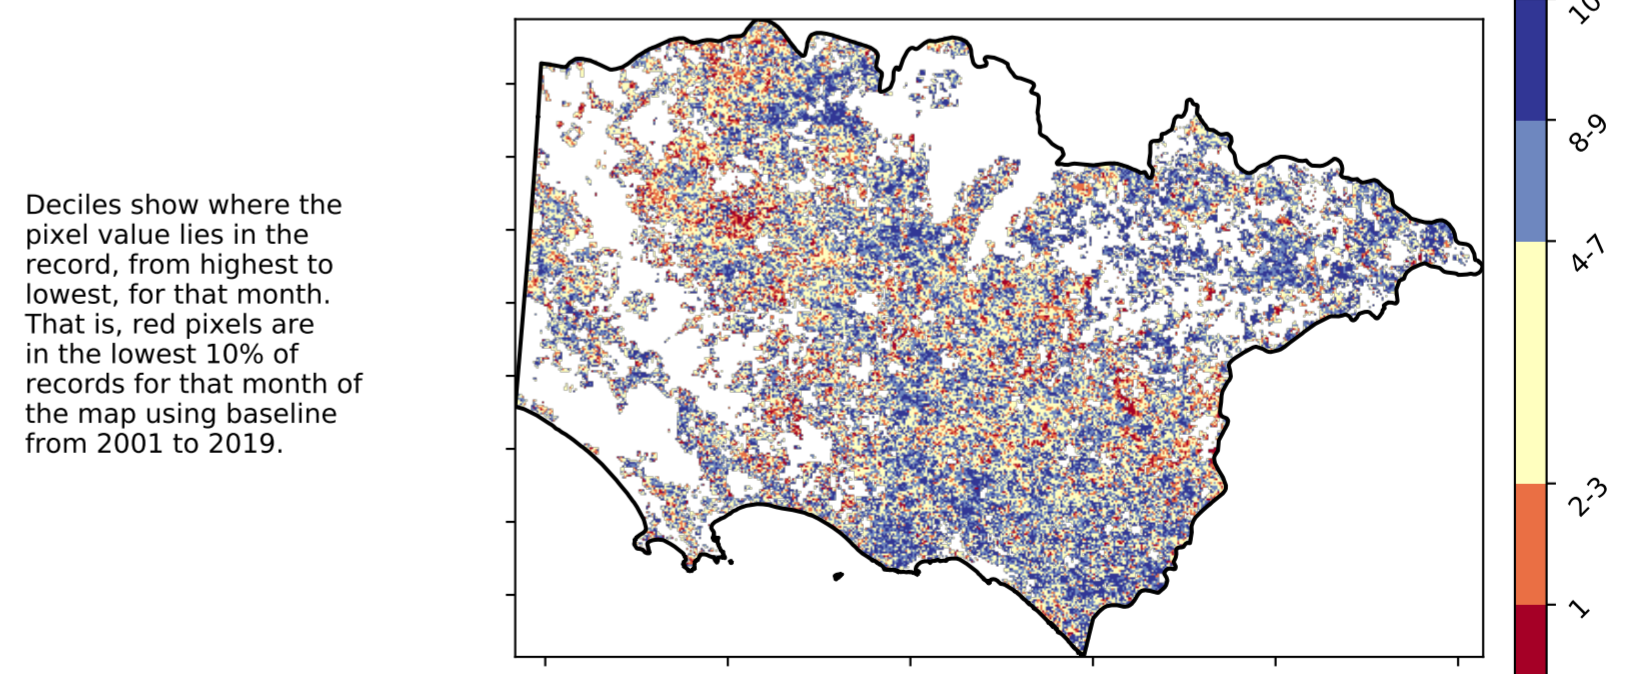 Deciles show where the
pixel value lies in the
record, from highest to
lowest, for that month.
That is, red pixels are
in the lowest 10% of
records for that month of
the map using baseline
from 2001 to 2019.
10
8-9
4-7
2-3
1